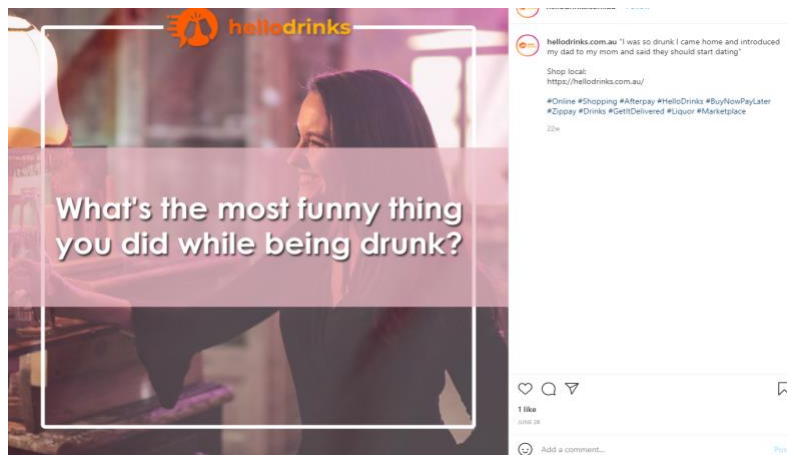 hellodrinks
What's the most funny thing
you did while being drunk?
hellodrinks.com.au "I was so drunk I came home and introduced
my dad to my mom and said they should start dating"
Shop local:
https://hellodrinks.com.au/
#Online #Shopping #Afterpay #HelloDrinks #BuyNowPayLater
#Zippay #Drinks #GetItDelivered #Liquor #Marketplace
22w
1 like
JUNE 28
Add a comment...